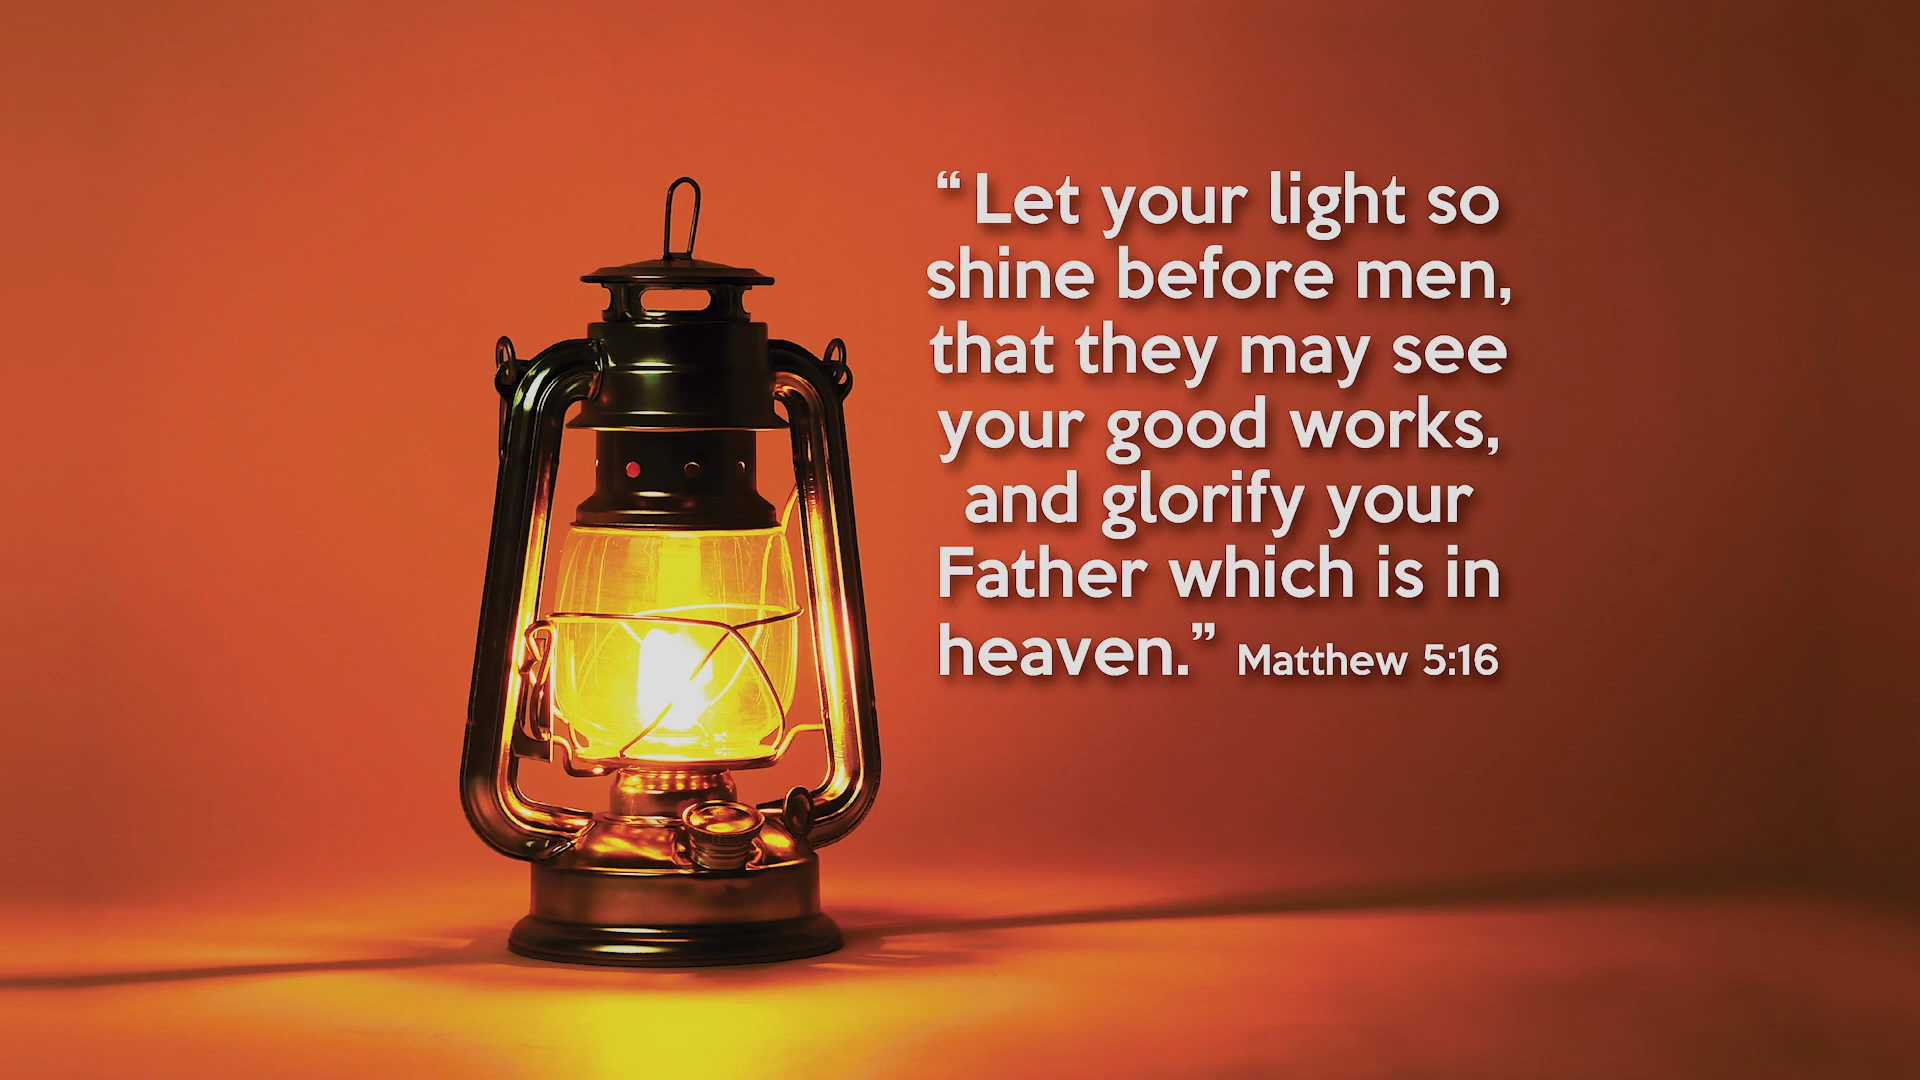 “ Let your light so
shine before men,
that they may see
your good works,
and glorify your
Father which is in
heaven.” Matthew 5:16